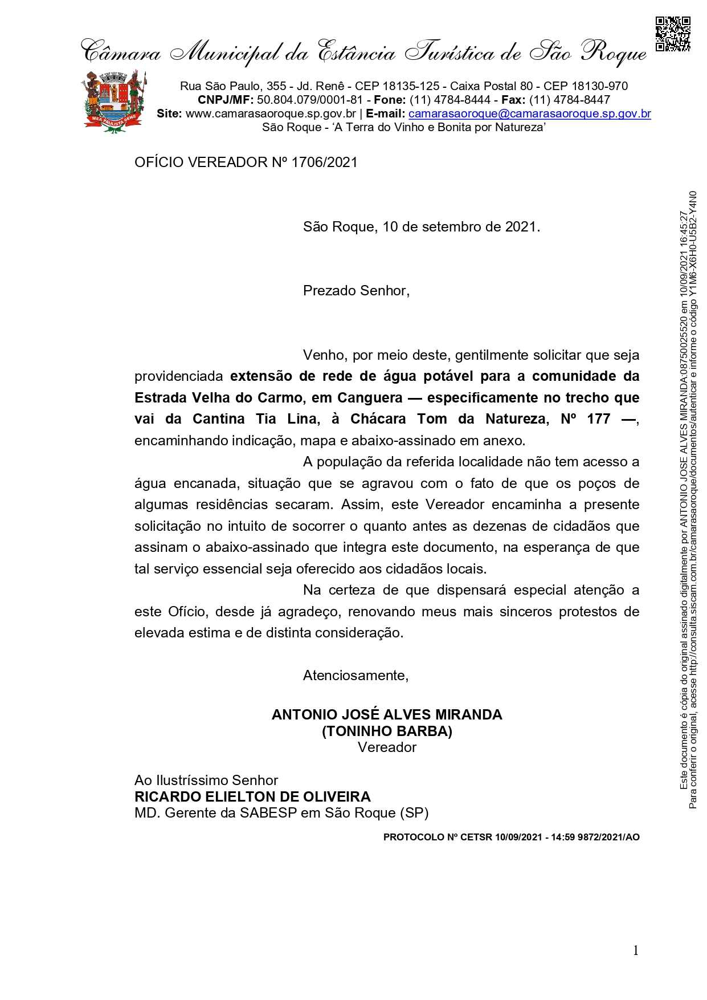 Câmara Municipal da Estância Turística de São Roque
Rua São Paulo, 355 - Jd. Renê - CEP 18135-125 - Caixa Postal 80 - CEP 18130-970
CNPJ/MF: 50.804.079/0001-81 - Fone: (11) 4784-8444 - Fax: (11) 4784-8447
Site: www.camarasaoroque.sp.gov.br | E-mail: camarasaoroque@camarasaoroque.sp.gov.br
São Roque - ‘A Terra do Vinho e Bonita por Natureza’
MEA PAULISTA GENS
OFÍCIO VEREADOR Nº 1706/2021
São Roque, 10 de setembro de 2021.
Prezado Senhor,
Venho, por meio deste, gentilmente solicitar que seja
providenciada extensão de rede de água potável para a comunidade da
Estrada Velha do Carmo, em Canguera — especificamente no trecho que
vai da Cantina Tia Lina, à Chácara Tom da Natureza, Nº 177 —,
encaminhando indicação, mapa e abaixo-assinado em anexo.
A população da referida localidade não tem acesso a
água encanada, situação que se agravou com o fato de que os poços de
algumas residências secaram. Assim, este Vereador encaminha a presente
solicitação no intuito de socorrer o quanto antes as dezenas de cidadãos que
assinam o abaixo-assinado que integra este documento, na esperança de que
tal serviço essencial seja oferecido aos cidadãos locais.
Na certeza de que dispensará especial atenção a
este Ofício, desde já agradeço, renovando meus mais sinceros protestos de
elevada estima e de distinta consideração.
Atenciosamente,
ANTONIO JOSÉ ALVES MIRANDA
(TONINHO BARBA)
Vereador
Ao Ilustríssimo Senhor
RICARDO ELIELTON DE OLIVEIRA
MD. Gerente da SABESP em São Roque (SP)
PROTOCOLO Nº CETSR 10/09/2021 - 14:59 9872/2021/AO
1
Este documento é cópia do original assinado digitalmente por ANTONIO JOSE ALVES MIRANDA:08750025520 em 10/09/2021 16:45:27
Para conferir o original, acesse http://consulta.siscam.com.br/camarasaoroque/documentos/autenticar e informe o código Y1M6-X6H0-U5B2-Y4N0